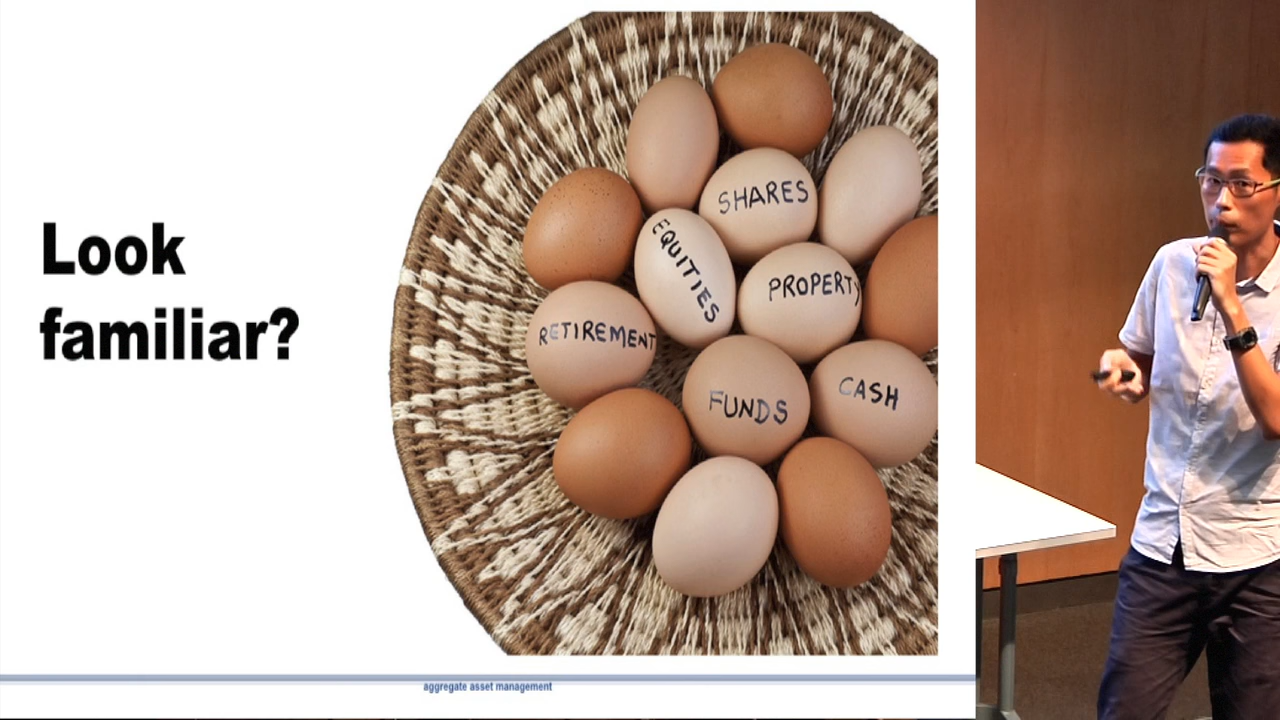 Look
familiar?
SHARES
EQUITIES
PROPERTY
RETIREMENT
CASH
FUNDS
aggregate asset management